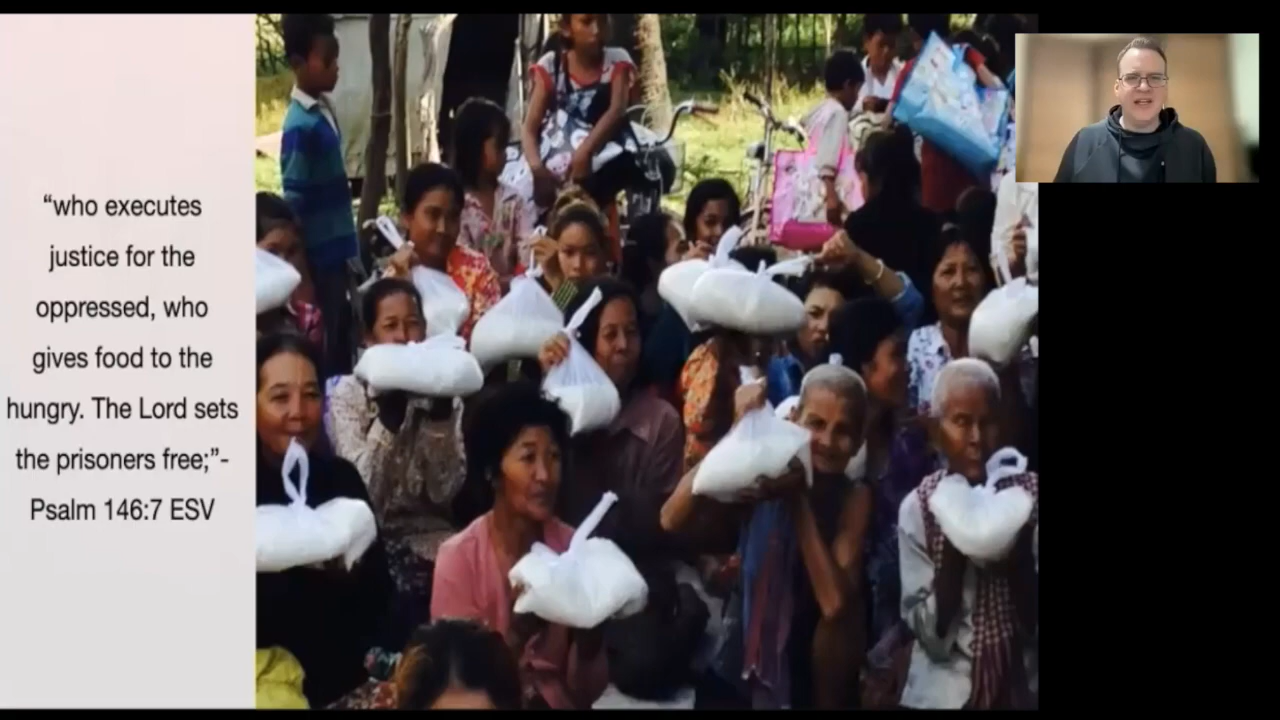 “who executes
justice for the
oppressed, who
gives food to the
hungry. The Lord sets
the prisoners free;”-
Psalm 146:7 ESV